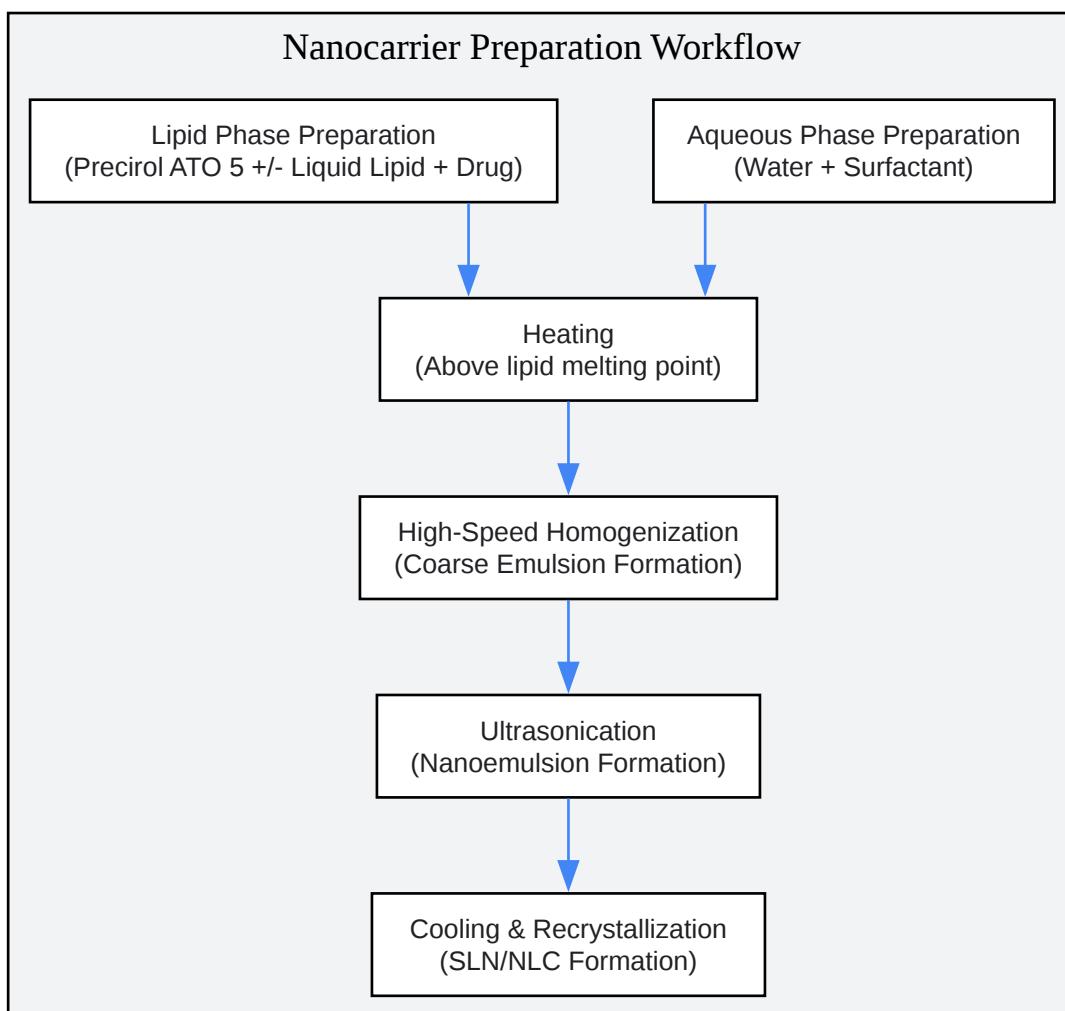 Nanocarrier Preparation Workflow
Lipid Phase Preparation
(Precirol ATO 5 +/- Liquid Lipid + Drug)
Aqueous Phase Preparation
(Water + Surfactant)
Heating
(Above lipid melting point)
High-Speed Homogenization
(Coarse Emulsion Formation)
Ultrasonication
(Nanoemulsion Formation)
Cooling & Recrystallization
(SLN/NLC Formation)